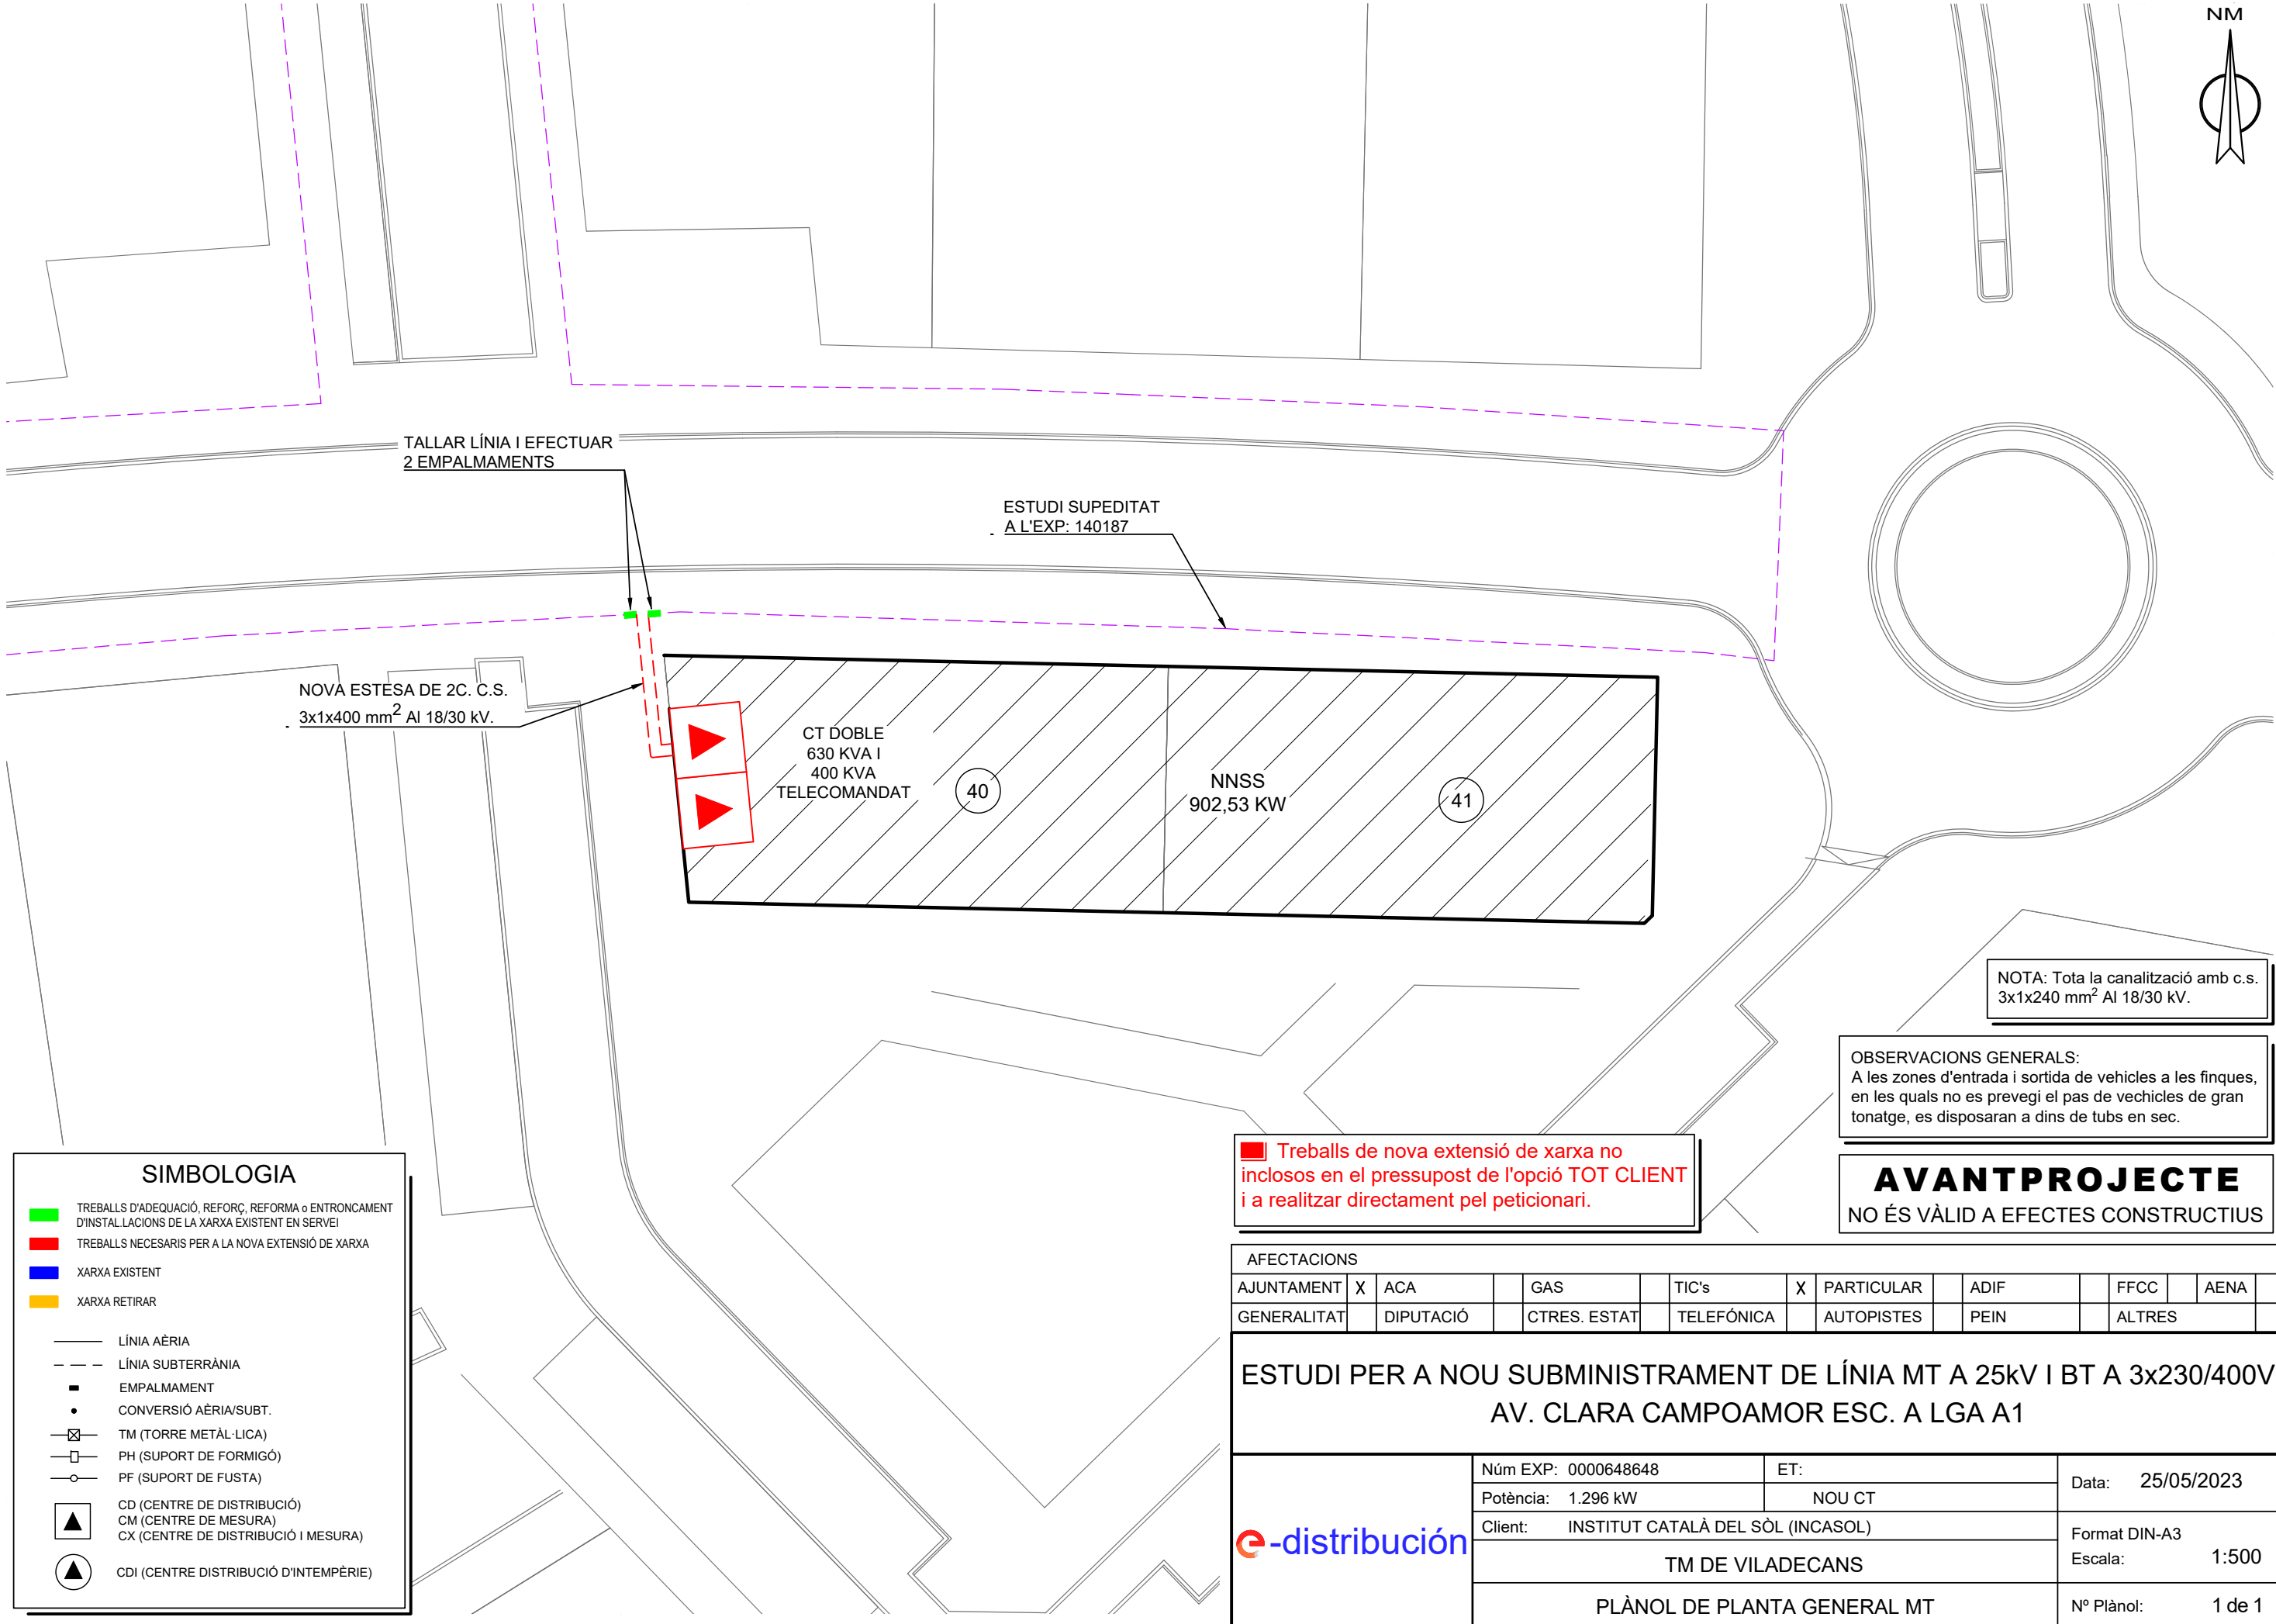 NM
TALLAR LÍNIA I EFECTUAR
2 EMPALMAMENTS
ESTUDI SUPEDITAT
A L'EXP: 140187
NOVA ESTESA DE 2C. C.S.
3x1x400 mm² Al 18/30 kV.
CT DOBLE
630 KVA I
400 KVA
TELECOMANDAT
40
NNSS
902,53 KW
41
NOTA: Tota la canalització amb c.s.
3x1x240 mm² Al 18/30 kV.
OBSERVACIONS GENERALS:
A les zones d'entrada i sortida de vehicles a les finques,
en les quals no es prevegi el pas de vechicles de gran
tonatge, es disposaran a dins de tubs en sec.
Treballs de nova extensió de xarxa no
inclosos en el pressupost de l'opció TOT CLIENT
i a realitzar directament pel peticionari.
AVANTPROJECTE
NO ÉS VÀLID A EFECTES CONSTRUCTIUS
SIMBOLOGIA
TREBALLS D'ADEQUACIÓ, REFORÇ, REFORMA o ENTRONCAMENT
D'INSTAL.LACIONS DE LA XARXA EXISTENT EN SERVEI
TREBALLS NECESARIS PER A LA NOVA EXTENSIÓ DE XARXA
XARXA EXISTENT
XARXA RETIRAR
LÍNIA AÈRIA
LÍNIA SUBTERRÀNIA
EMPALMAMENT
CONVERSIÓ AÈRIA/SUBT.
TM (TORRE METÀL·LICA)
PH (SUPORT DE FORMIGÓ)
PF (SUPORT DE FUSTA)
CD (CENTRE DE DISTRIBUCIÓ)
CM (CENTRE DE MESURA)
CX (CENTRE DE DISTRIBUCIÓ I MESURA)
CDI (CENTRE DISTRIBUCIÓ D'INTEMPÈRIE)
AFECTACIONS
AJUNTAMENT X ACA GAS TIC's X PARTICULAR ADIF FFCC AENA
GENERALITAT DIPUTACIÓ CTRES. ESTAT TELEFÓNICA AUTOPISTES PEIN ALTRES
ESTUDI PER A NOU SUBMINISTRAMENT DE LÍNIA MT A 25kV I BT A 3x230/400V
AV. CLARA CAMPOAMOR ESC. A LGA A1
e-distribución
Núm EXP: 0000648648 ET:
Potència: 1.296 kW NOU CT
Client: INSTITUT CATALÀ DEL SÒL (INCASOL)
TM DE VILADECANS
PLÀNOL DE PLANTA GENERAL MT
Data: 25/05/2023
Format DIN-A3
Escala: 1:500
Nº Plànol: 1 de 1